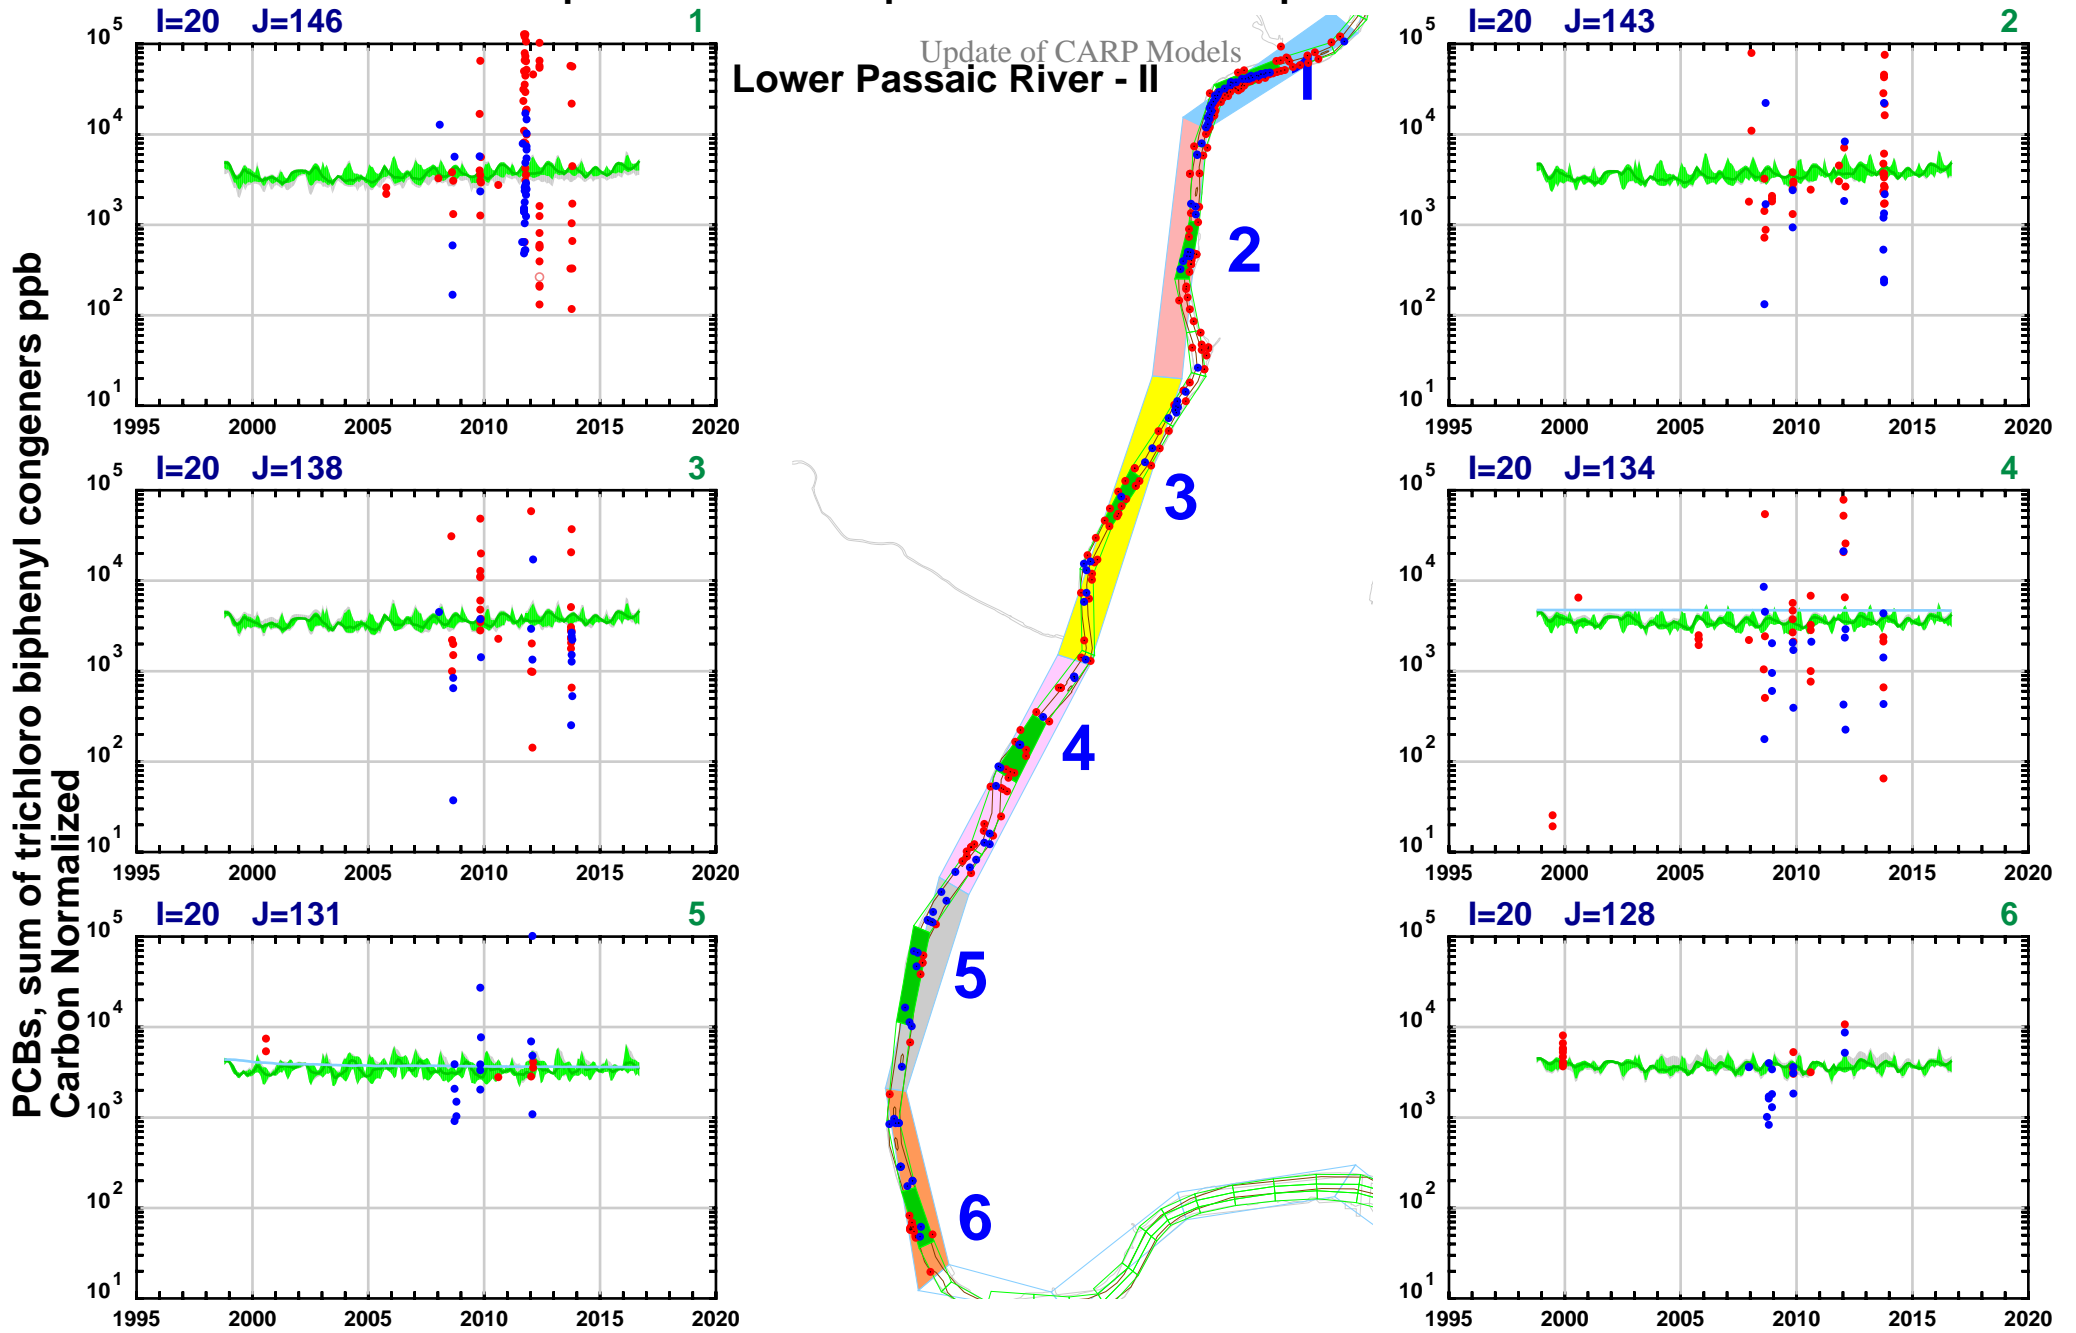 Update of CARP Models
Lower Passaic River - II
PCBs, sum of trichloro biphenyl congeners ppb
Carbon Normalized
I=20 J=146 1
10^5
10^4
10^3
10^2
10^1
1995 2000 2005 2010 2015 2020
I=20 J=143 2
10^5
10^4
10^3
10^2
10^1
1995 2000 2005 2010 2015 2020
I=20 J=138 3
10^5
10^4
10^3
10^2
10^1
1995 2000 2005 2010 2015 2020
I=20 J=134 4
10^5
10^4
10^3
10^2
10^1
1995 2000 2005 2010 2015 2020
I=20 J=131 5
10^5
10^4
10^3
10^2
10^1
1995 2000 2005 2010 2015 2020
I=20 J=128 6
10^5
10^4
10^3
10^2
10^1
1995 2000 2005 2010 2015 2020
1
2
3
4
5
6